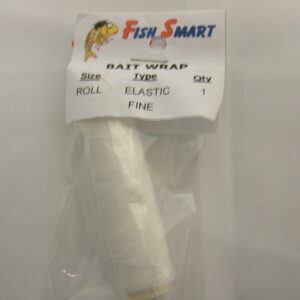 FISH SMART
BAIT WRAP
Size Type Qty
ROLL ELASTIC 1
FINE